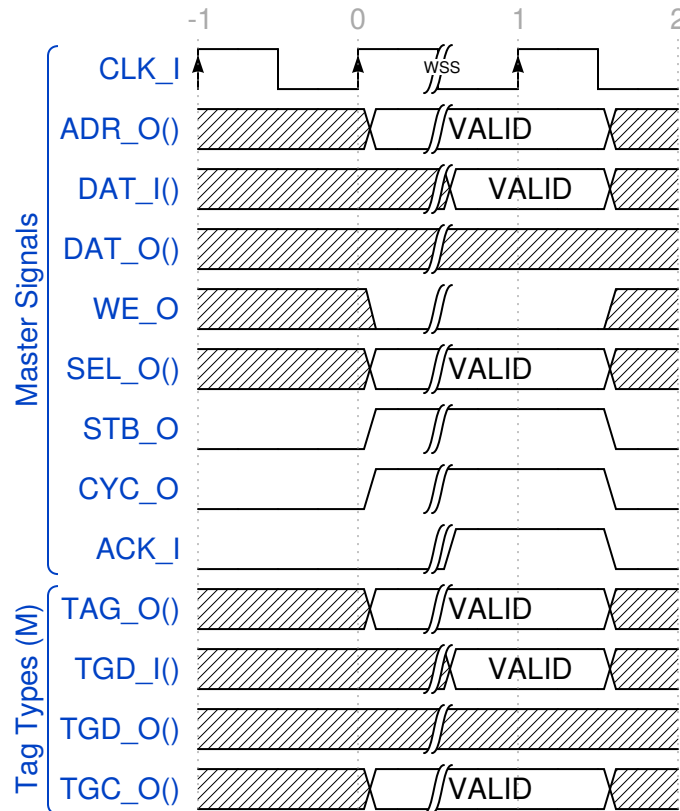 -1 0 1 2
Master Signals
CLK_I WSS
ADR_O() VALID
DAT_I() VALID
DAT_O()
WE_O
SEL_O() VALID
STB_O
CYC_O
ACK_I
Tag Types (M)
TAG_O() VALID
TGD_I() VALID
TGD_O()
TGC_O() VALID